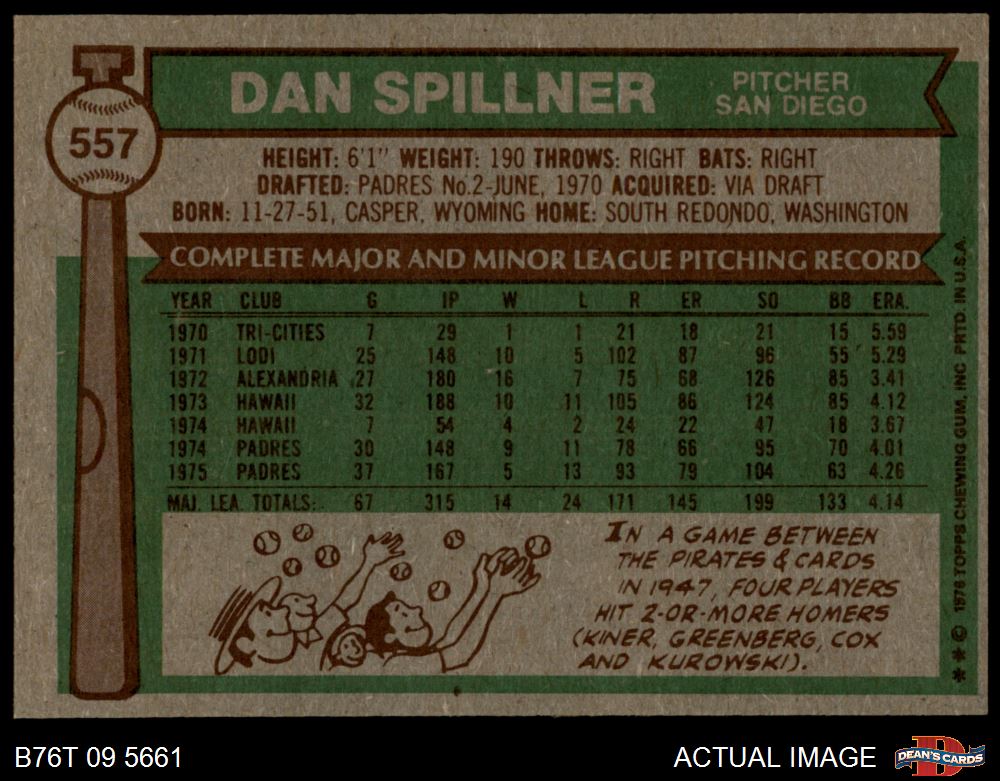 DAN SPILLNER
PITCHER
SAN DIEGO
557
HEIGHT: 6'1" WEIGHT: 190 THROWS: RIGHT BATS: RIGHT
DRAFTED: PADRES No.2-JUNE, 1970 ACQUIRED: VIA DRAFT
BORN: 11-27-51, CASPER, WYOMING HOME: SOUTH REDONDO, WASHINGTON
COMPLETE MAJOR AND MINOR LEAGUE PITCHING RECORD
YEAR CLUB G IP W L R ER SO BB ERA.
1970 TRI-CITIES 7 29 1 1 21 18 21 15 5.59
1971 LODI 25 148 10 5 102 87 96 55 5.29
1972 ALEXANDRIA 27 180 16 7 75 68 126 85 3.41
1973 HAWAII 32 188 10 11 105 86 124 85 4.12
1974 HAWAII 7 54 4 2 24 22 47 18 3.67
1974 PADRES 30 148 9 11 78 66 95 70 4.01
1975 PADRES 37 167 5 13 93 79 104 63 4.26
MAJ. LEA. TOTALS: 67 315 14 24 171 145 199 133 4.14
IN A GAME BETWEEN
THE PIRATES & CARDS
IN 1947, FOUR PLAYERS
HIT 2-OR-MORE HOMERS
(KINER, GREENBERG, COX
AND KUROWSKI).
** © 1976 TOPPS CHEWING GUM, INC PRTD. IN U.S.A.
B76T 09 5661
ACTUAL IMAGE
D
DEAN'S CARDS